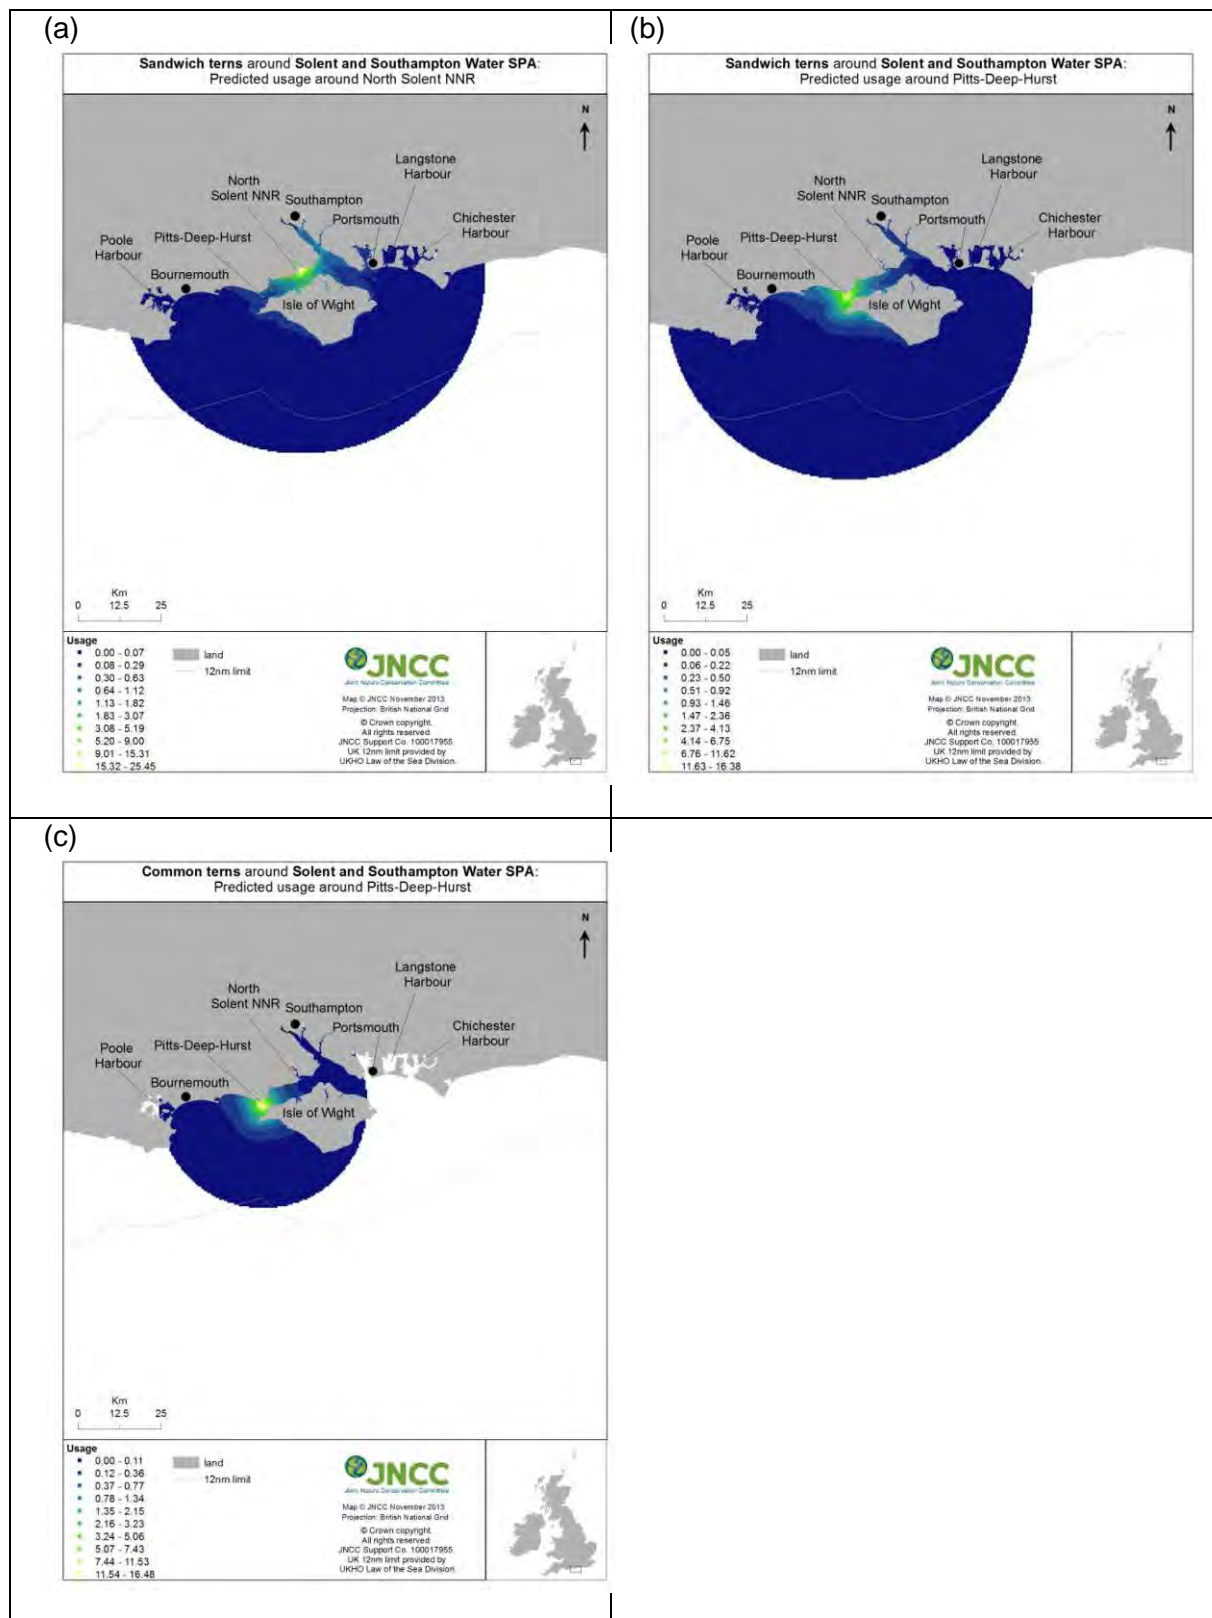 (a)
Sandwich terns around Solent and Southampton Water SPA:
Predicted usage around North Solent NNR
N
Langstone
Harbour
North
Solent NNR
Southampton
Portsmouth
Chichester
Harbour
Poole
Harbour
Pitts-Deep-Hurst
Bournemouth
Isle of Wight
Km
0 12.5 25
Usage
0.00 - 0.07
0.08 - 0.29
0.30 - 0.63
0.64 - 1.12
1.13 - 1.82
1.83 - 3.07
3.08 - 5.19
5.20 - 9.00
9.01 - 15.31
15.32 - 25.45
land
12nm limit
JNCC
Joint Nature Conservation Committee
Map © JNCC November 2013
Projection: British National Grid
© Crown copyright.
All rights reserved
JNCC Support Co. 100017955
UK 12nm limit provided by
UKHO Law of the Sea Division.
(b)
Sandwich terns around Solent and Southampton Water SPA:
Predicted usage around Pitts-Deep-Hurst
N
Langstone
Harbour
North
Solent NNR
Southampton
Portsmouth
Chichester
Harbour
Poole
Harbour
Pitts-Deep-Hurst
Bournemouth
Isle of Wight
Km
0 12.5 25
Usage
0.00 - 0.05
0.06 - 0.22
0.23 - 0.50
0.51 - 0.92
0.93 - 1.46
1.47 - 2.36
2.37 - 4.13
4.14 - 6.75
6.76 - 11.62
11.63 - 16.38
land
12nm limit
JNCC
Joint Nature Conservation Committee
Map © JNCC November 2013
Projection: British National Grid
© Crown copyright.
All rights reserved
JNCC Support Co. 100017955
UK 12nm limit provided by
UKHO Law of the Sea Division.
(c)
Common terns around Solent and Southampton Water SPA:
Predicted usage around Pitts-Deep-Hurst
N
Langstone
Harbour
North
Solent NNR
Southampton
Portsmouth
Chichester
Harbour
Poole
Harbour
Pitts-Deep-Hurst
Bournemouth
Isle of Wight
Km
0 12.5 25
Usage
0.00 - 0.11
0.12 - 0.36
0.37 - 0.77
0.78 - 1.34
1.35 - 2.15
2.16 - 3.23
3.24 - 5.06
5.07 - 7.43
7.44 - 11.53
11.54 - 16.48
land
12nm limit
JNCC
Joint Nature Conservation Committee
Map © JNCC November 2013
Projection: British National Grid
© Crown copyright.
All rights reserved
JNCC Support Co. 100017955
UK 12nm limit provided by
UKHO Law of the Sea Division.